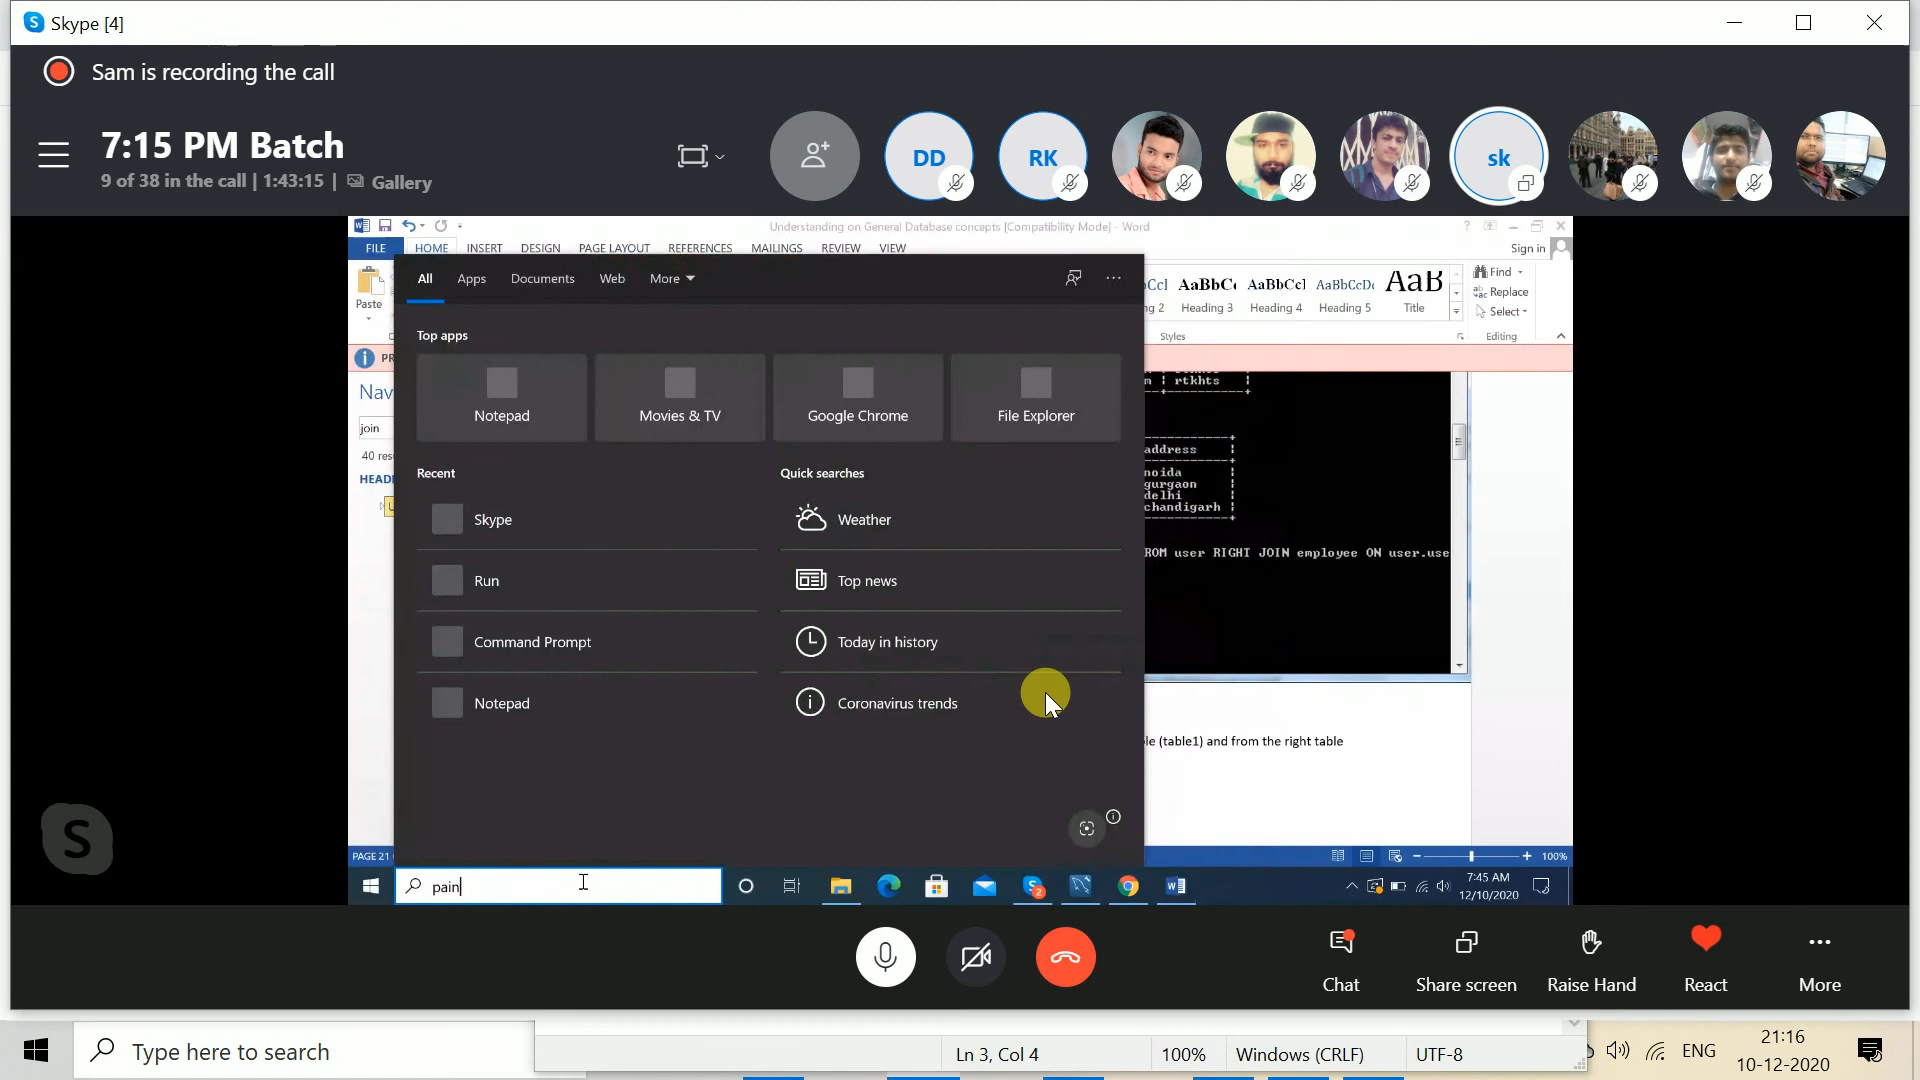 Skype [4]
Sam is recording the call
7:15 PM Batch
9 of 38 in the call | 1:43:15 | Gallery
DD
RK
sk
Understanding on General Database concepts [Compatibility Mode] - Word
FILE HOME INSERT DESIGN PAGE LAYOUT REFERENCES MAILINGS REVIEW VIEW
Sign in
Paste
All Apps Documents Web More
AaBbC AaBbCcI AaBbCcD AaB
Heading 3 Heading 4 Heading 5 Title
Styles
Find
Replace
Select
Editing
Nav
join
40 res
HEAD
Top apps
Notepad
Movies & TV
Google Chrome
File Explorer
Recent
Skype
Run
Command Prompt
Notepad
Quick searches
Weather
Top news
Today in history
Coronavirus trends
rtkhts
address
noida
gurgaon
delhi
chandigarh
ROM user RIGHT JOIN employee ON user.use
le (table1) and from the right table
PAGE 21
100%
pain
2
7:45 AM
12/10/2020
S
Chat
Share screen
Raise Hand
React
More
Type here to search
Ln 3, Col 4
100%
Windows (CRLF)
UTF-8
ENG
21:16
10-12-2020